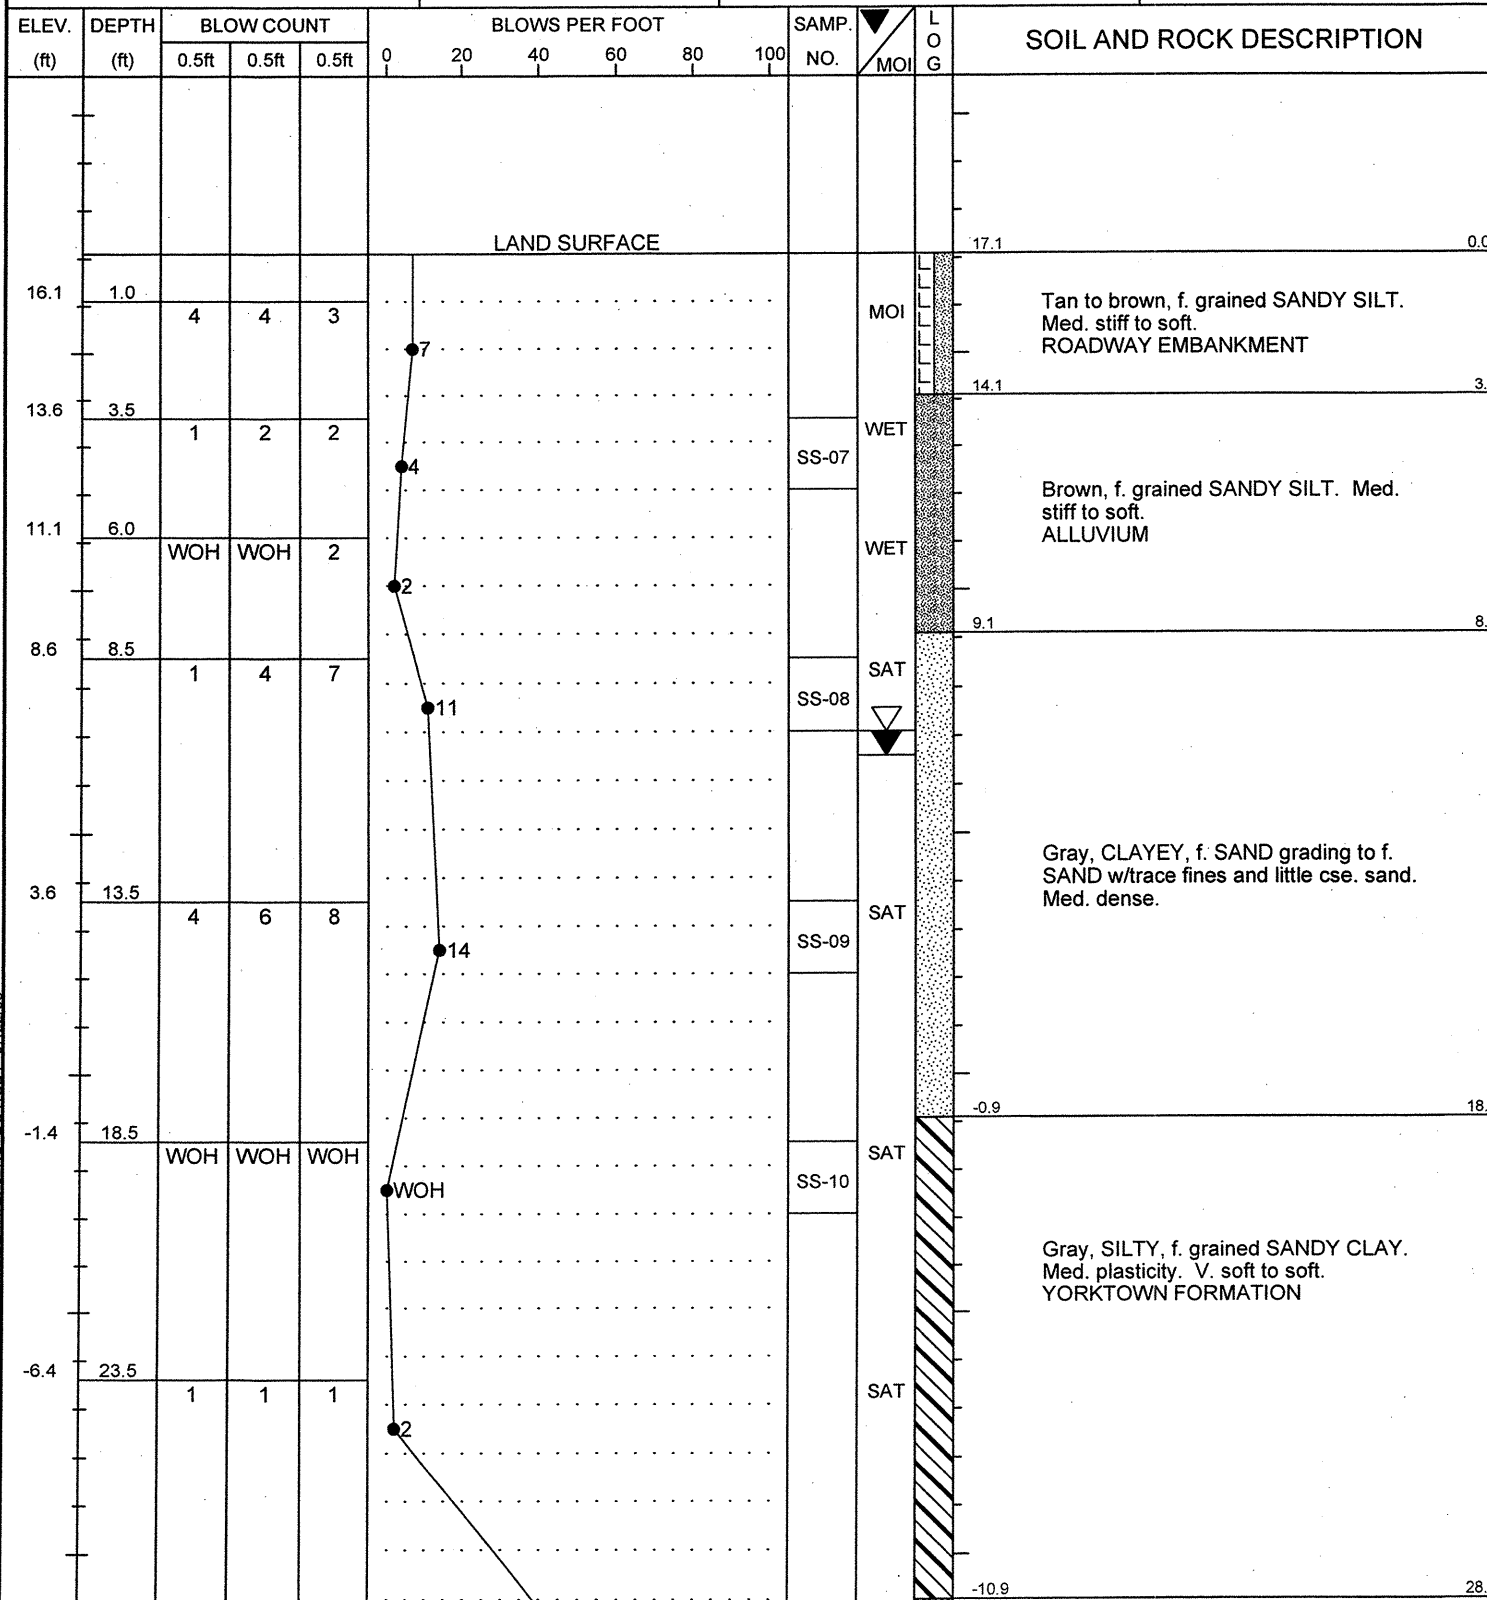 ELEV. DEPTH BLOW COUNT BLOWS PER FOOT SAMP. L
O SOIL AND ROCK DESCRIPTION
(ft) (ft) 0.5ft 0.5ft 0.5ft 0 20 40 60 80 100 NO. MOI G
LAND SURFACE 17.1 0.0
16.1 1.0
4 4 3 MOI
Tan to brown, f. grained SANDY SILT.
Med. stiff to soft.
ROADWAY EMBANKMENT
7
14.1 3.
13.6 3.5
1 2 2 WET
4 SS-07
Brown, f. grained SANDY SILT. Med.
stiff to soft.
ALLUVIUM
11.1 6.0
WOH WOH 2 WET
2
9.1 8.
8.6 8.5
1 4 7 SAT
11 SS-08
Gray, CLAYEY, f. SAND grading to f.
SAND w/trace fines and little cse. sand.
Med. dense.
3.6 13.5
4 6 8 SAT
14 SS-09
-0.9 18.
-1.4 18.5
WOH WOH WOH SAT
WOH SS-10
Gray, SILTY, f. grained SANDY CLAY.
Med. plasticity. V. soft to soft.
YORKTOWN FORMATION
-6.4 23.5
1 1 1 SAT
2
-10.9 28.